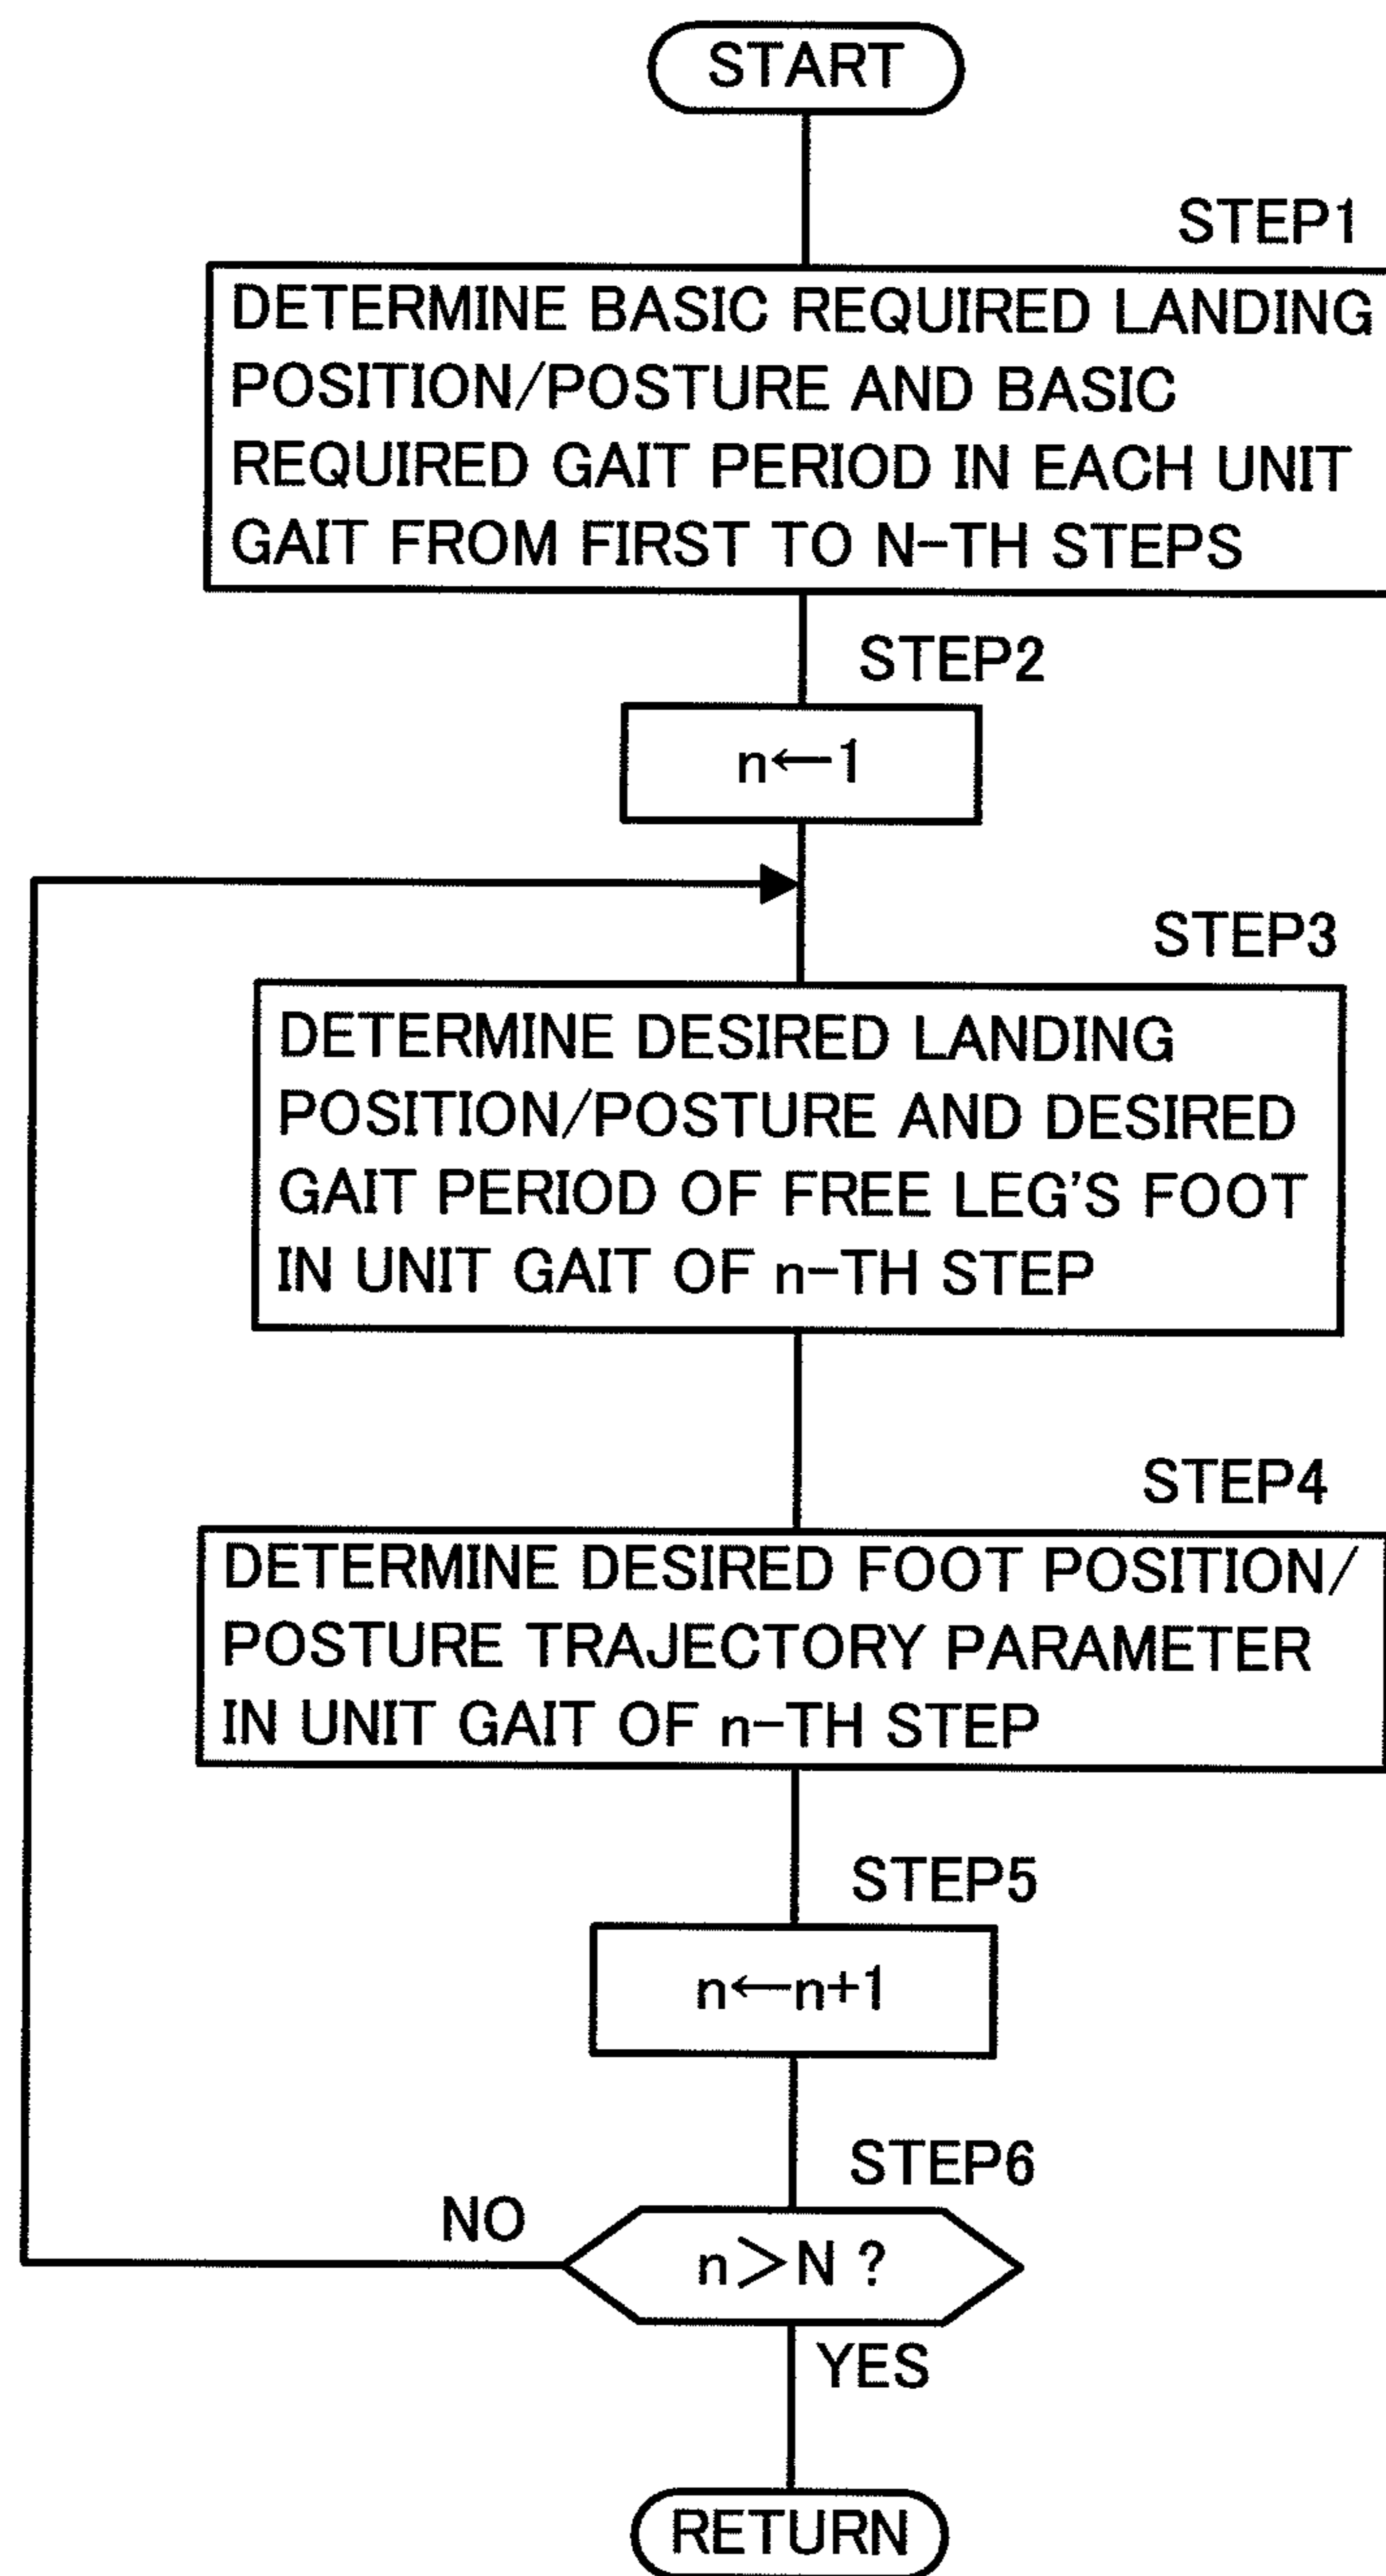 START
STEP1
DETERMINE BASIC REQUIRED LANDING
POSITION/POSTURE AND BASIC
REQUIRED GAIT PERIOD IN EACH UNIT
GAIT FROM FIRST TO N-TH STEPS
STEP2
n←1
STEP3
DETERMINE DESIRED LANDING
POSITION/POSTURE AND DESIRED
GAIT PERIOD OF FREE LEG'S FOOT
IN UNIT GAIT OF n-TH STEP
STEP4
DETERMINE DESIRED FOOT POSITION/
POSTURE TRAJECTORY PARAMETER
IN UNIT GAIT OF n-TH STEP
STEP5
n←n+1
STEP6
NO
n>N ?
YES
RETURN